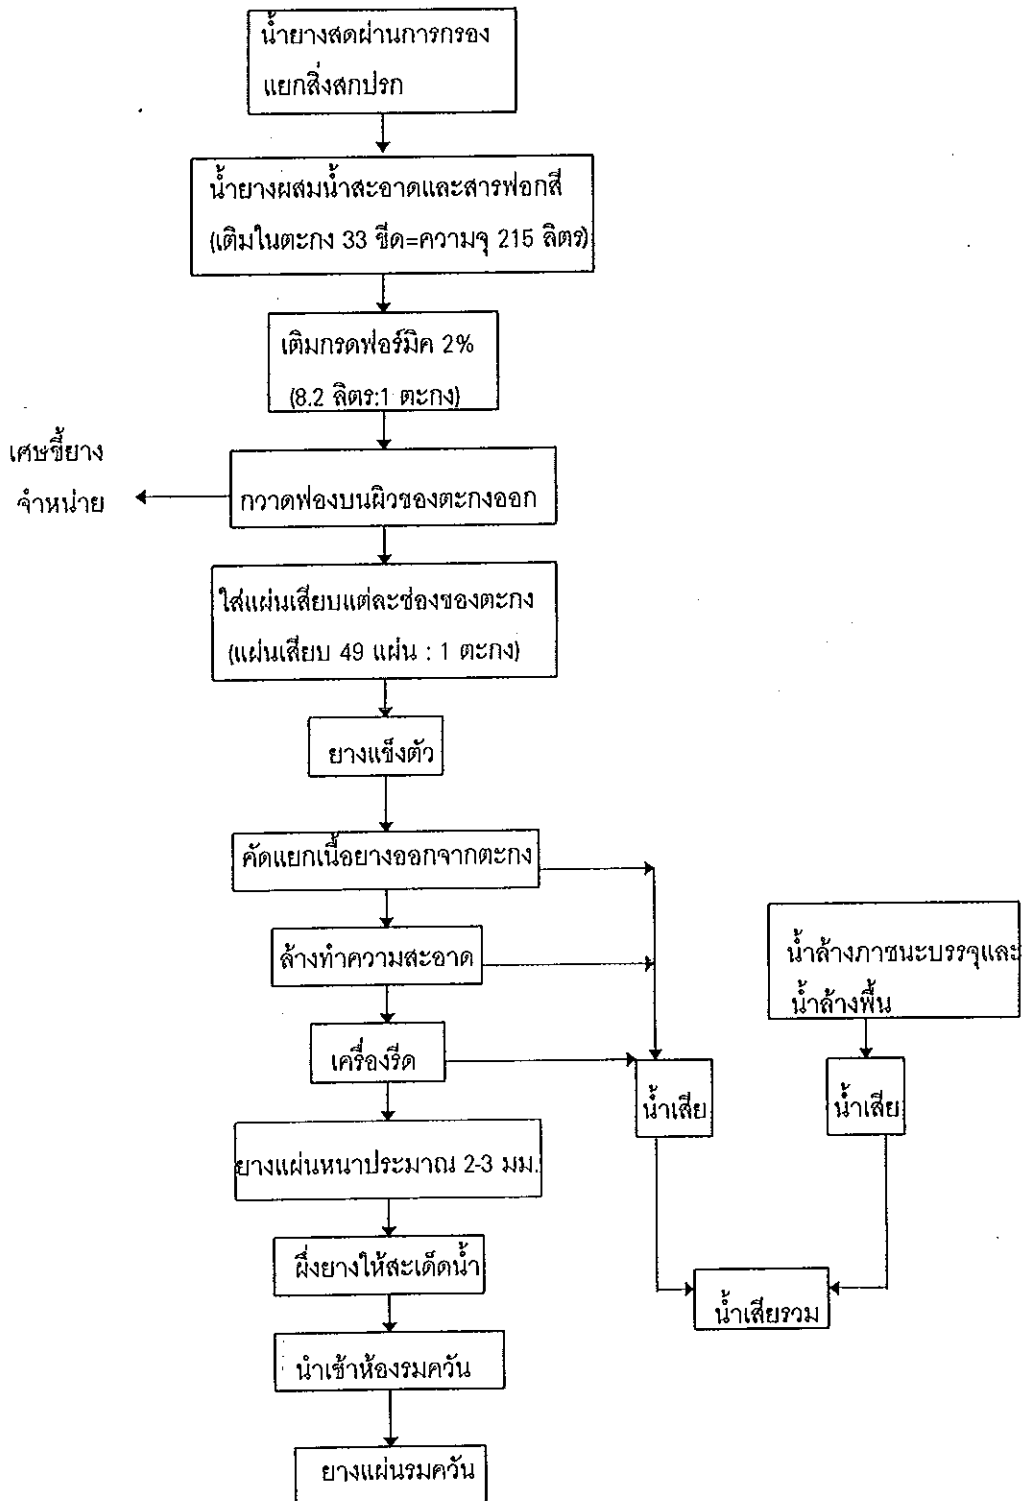 น้ำยางสดผ่านการกรอง
แยกสิ่งสกปรก
น้ำยางผสมน้ำสะอาดและสารฟอกสี
(เติมในตะกง 33 ขีด=ความจุ 215 ลิตร)
เติมกรดฟอร์มิค 2%
(8.2 ลิตร:1 ตะกง)
เศษขี้ยาง
จำหน่าย
กวาดฟองบนผิวของตะกงออก
ใส่แผ่นเสียบแต่ละช่องของตะกง
(แผ่นเสียบ 49 แผ่น : 1 ตะกง)
ยางแข็งตัว
คัดแยกเนื้อยางออกจากตะกง
ล้างทำความสะอาด
น้ำล้างภาชนะบรรจุและ
น้ำล้างพื้น
เครื่องรีด
น้ำเสีย
น้ำเสีย
ยางแผ่นหนาประมาณ 2-3 มม.
ผึ่งยางให้สะเด็ดน้ำ
น้ำเสียรวม
นำเข้าห้องรมควัน
ยางแผ่นรมควัน